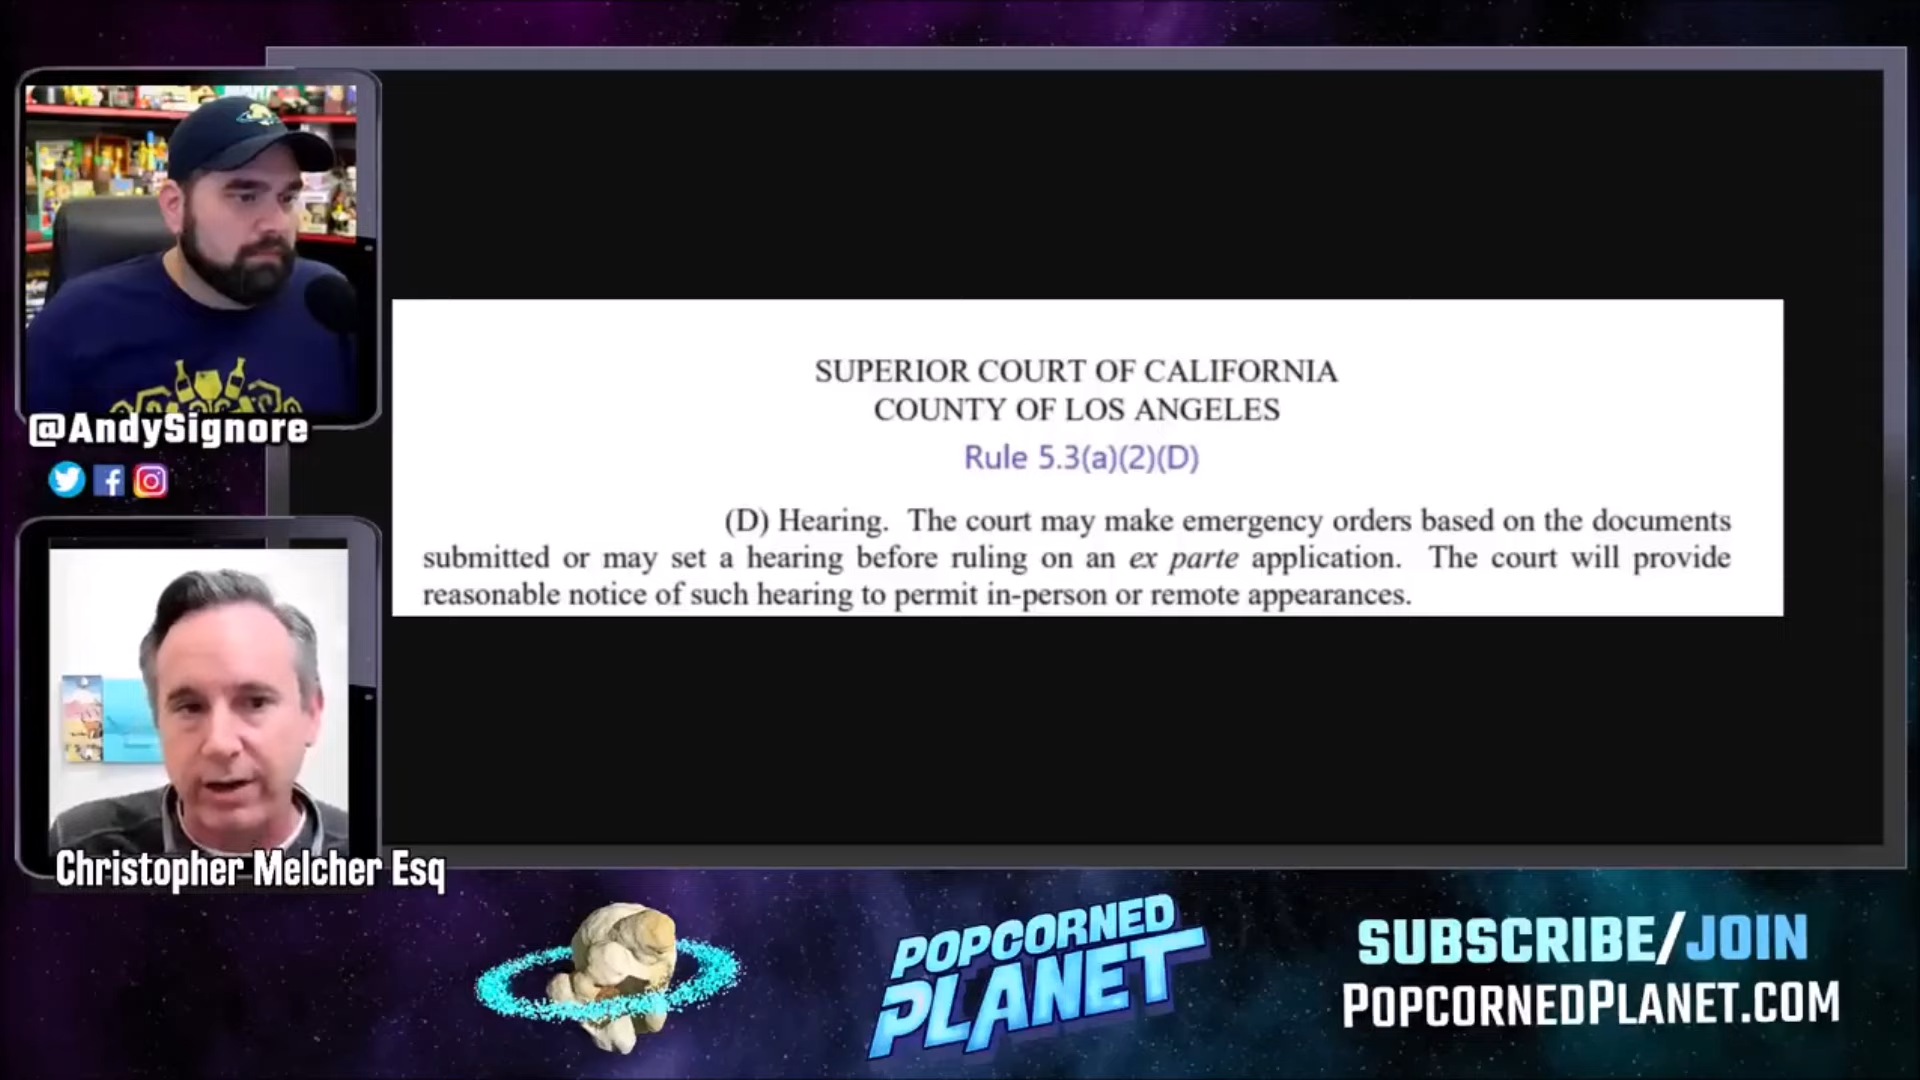 @AndySignore
Christopher Melcher Esq
SUPERIOR COURT OF CALIFORNIA
COUNTY OF LOS ANGELES
Rule 5.3(a)(2)(D)
(D) Hearing. The court may make emergency orders based on the documents
submitted or may set a hearing before ruling on an ex parte application. The court will provide
reasonable notice of such hearing to permit in-person or remote appearances.
POPCORNED
PLANET
SUBSCRIBE/JOIN
POPCORNEDPLANET.COM